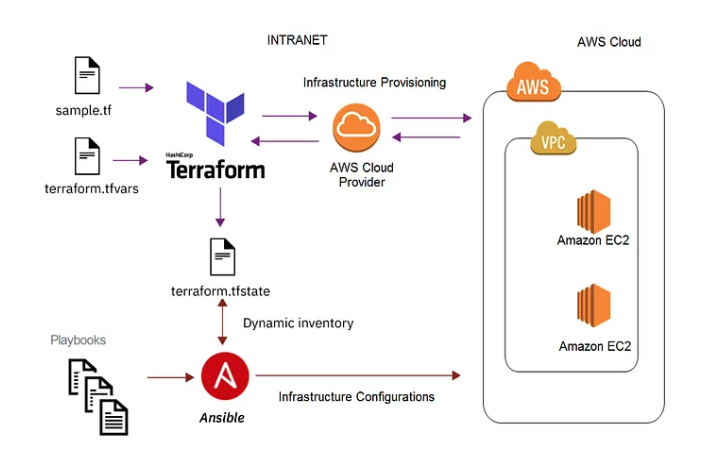 INTRANET
AWS Cloud
sample.tf
Infrastructure Provisioning
AWS
HashiCorp
Terraform
terraform.tfvars
AWS Cloud
Provider
VPC
Amazon EC2
terraform.tfstate
Dynamic inventory
Playbooks
Amazon EC2
Ansible
Infrastructure Configurations